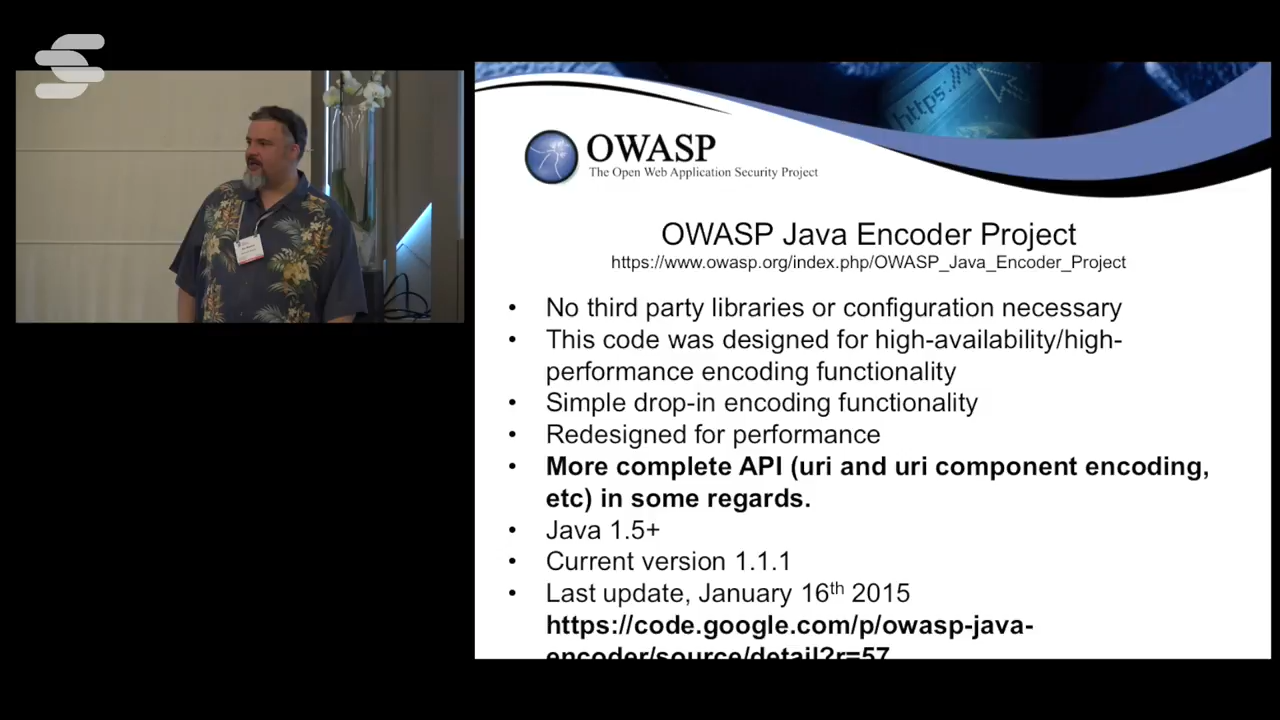 https://w
OWASP
The Open Web Application Security Project
OWASP Java Encoder Project
https://www.owasp.org/index.php/OWASP_Java_Encoder_Project
• No third party libraries or configuration necessary
• This code was designed for high-availability/high-
performance encoding functionality
• Simple drop-in encoding functionality
• Redesigned for performance
• More complete API (uri and uri component encoding,
etc) in some regards.
• Java 1.5+
• Current version 1.1.1
• Last update, January 16th 2015
https://code.google.com/p/owasp-java-
encoder/source/detail?r=57